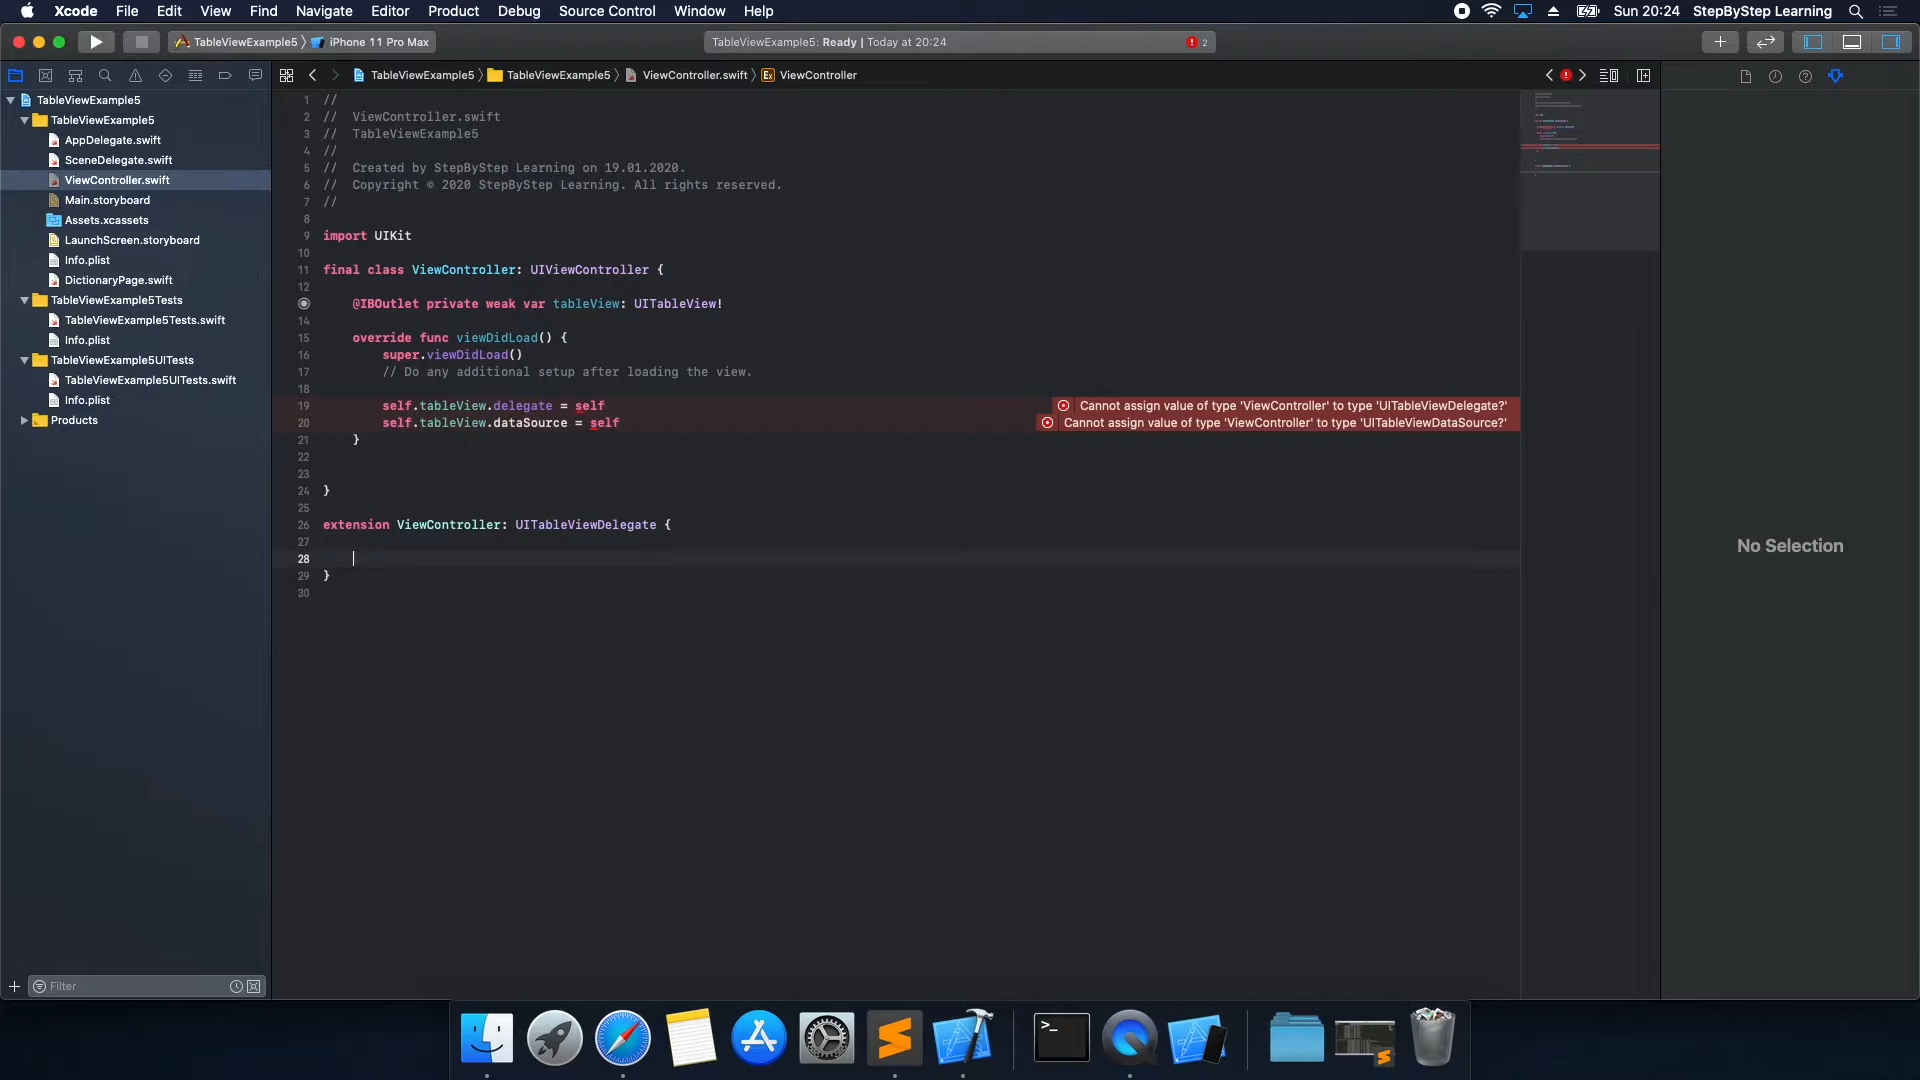 Xcode File Edit View Find Navigate Editor Product Debug Source Control Window Help Sun 20:24 StepByStep Learning
TableViewExample5 iPhone 11 Pro Max TableViewExample5: Ready | Today at 20:24 2
TableViewExample5 TableViewExample5 ViewController.swift Ex ViewController
TableViewExample5
TableViewExample5
AppDelegate.swift
SceneDelegate.swift
ViewController.swift
Main.storyboard
Assets.xcassets
LaunchScreen.storyboard
Info.plist
DictionaryPage.swift
TableViewExample5Tests
TableViewExample5Tests.swift
Info.plist
TableViewExample5UITests
TableViewExample5UITests.swift
Info.plist
Products
Filter
1 //
2 // ViewController.swift
3 // TableViewExample5
4 //
5 // Created by StepByStep Learning on 19.01.2020.
6 // Copyright © 2020 StepByStep Learning. All rights reserved.
7 //
8
9 import UIKit
10
11 final class ViewController: UIViewController {
12
@IBOutlet private weak var tableView: UITableView!
14
15 override func viewDidLoad() {
16 super.viewDidLoad()
17 // Do any additional setup after loading the view.
18
19 self.tableView.delegate = self Cannot assign value of type 'ViewController' to type 'UITableViewDelegate?'
20 self.tableView.dataSource = self Cannot assign value of type 'ViewController' to type 'UITableViewDataSource?'
21 }
22
23
24 }
25
26 extension ViewController: UITableViewDelegate {
27
28
29 }
30
No Selection
>_